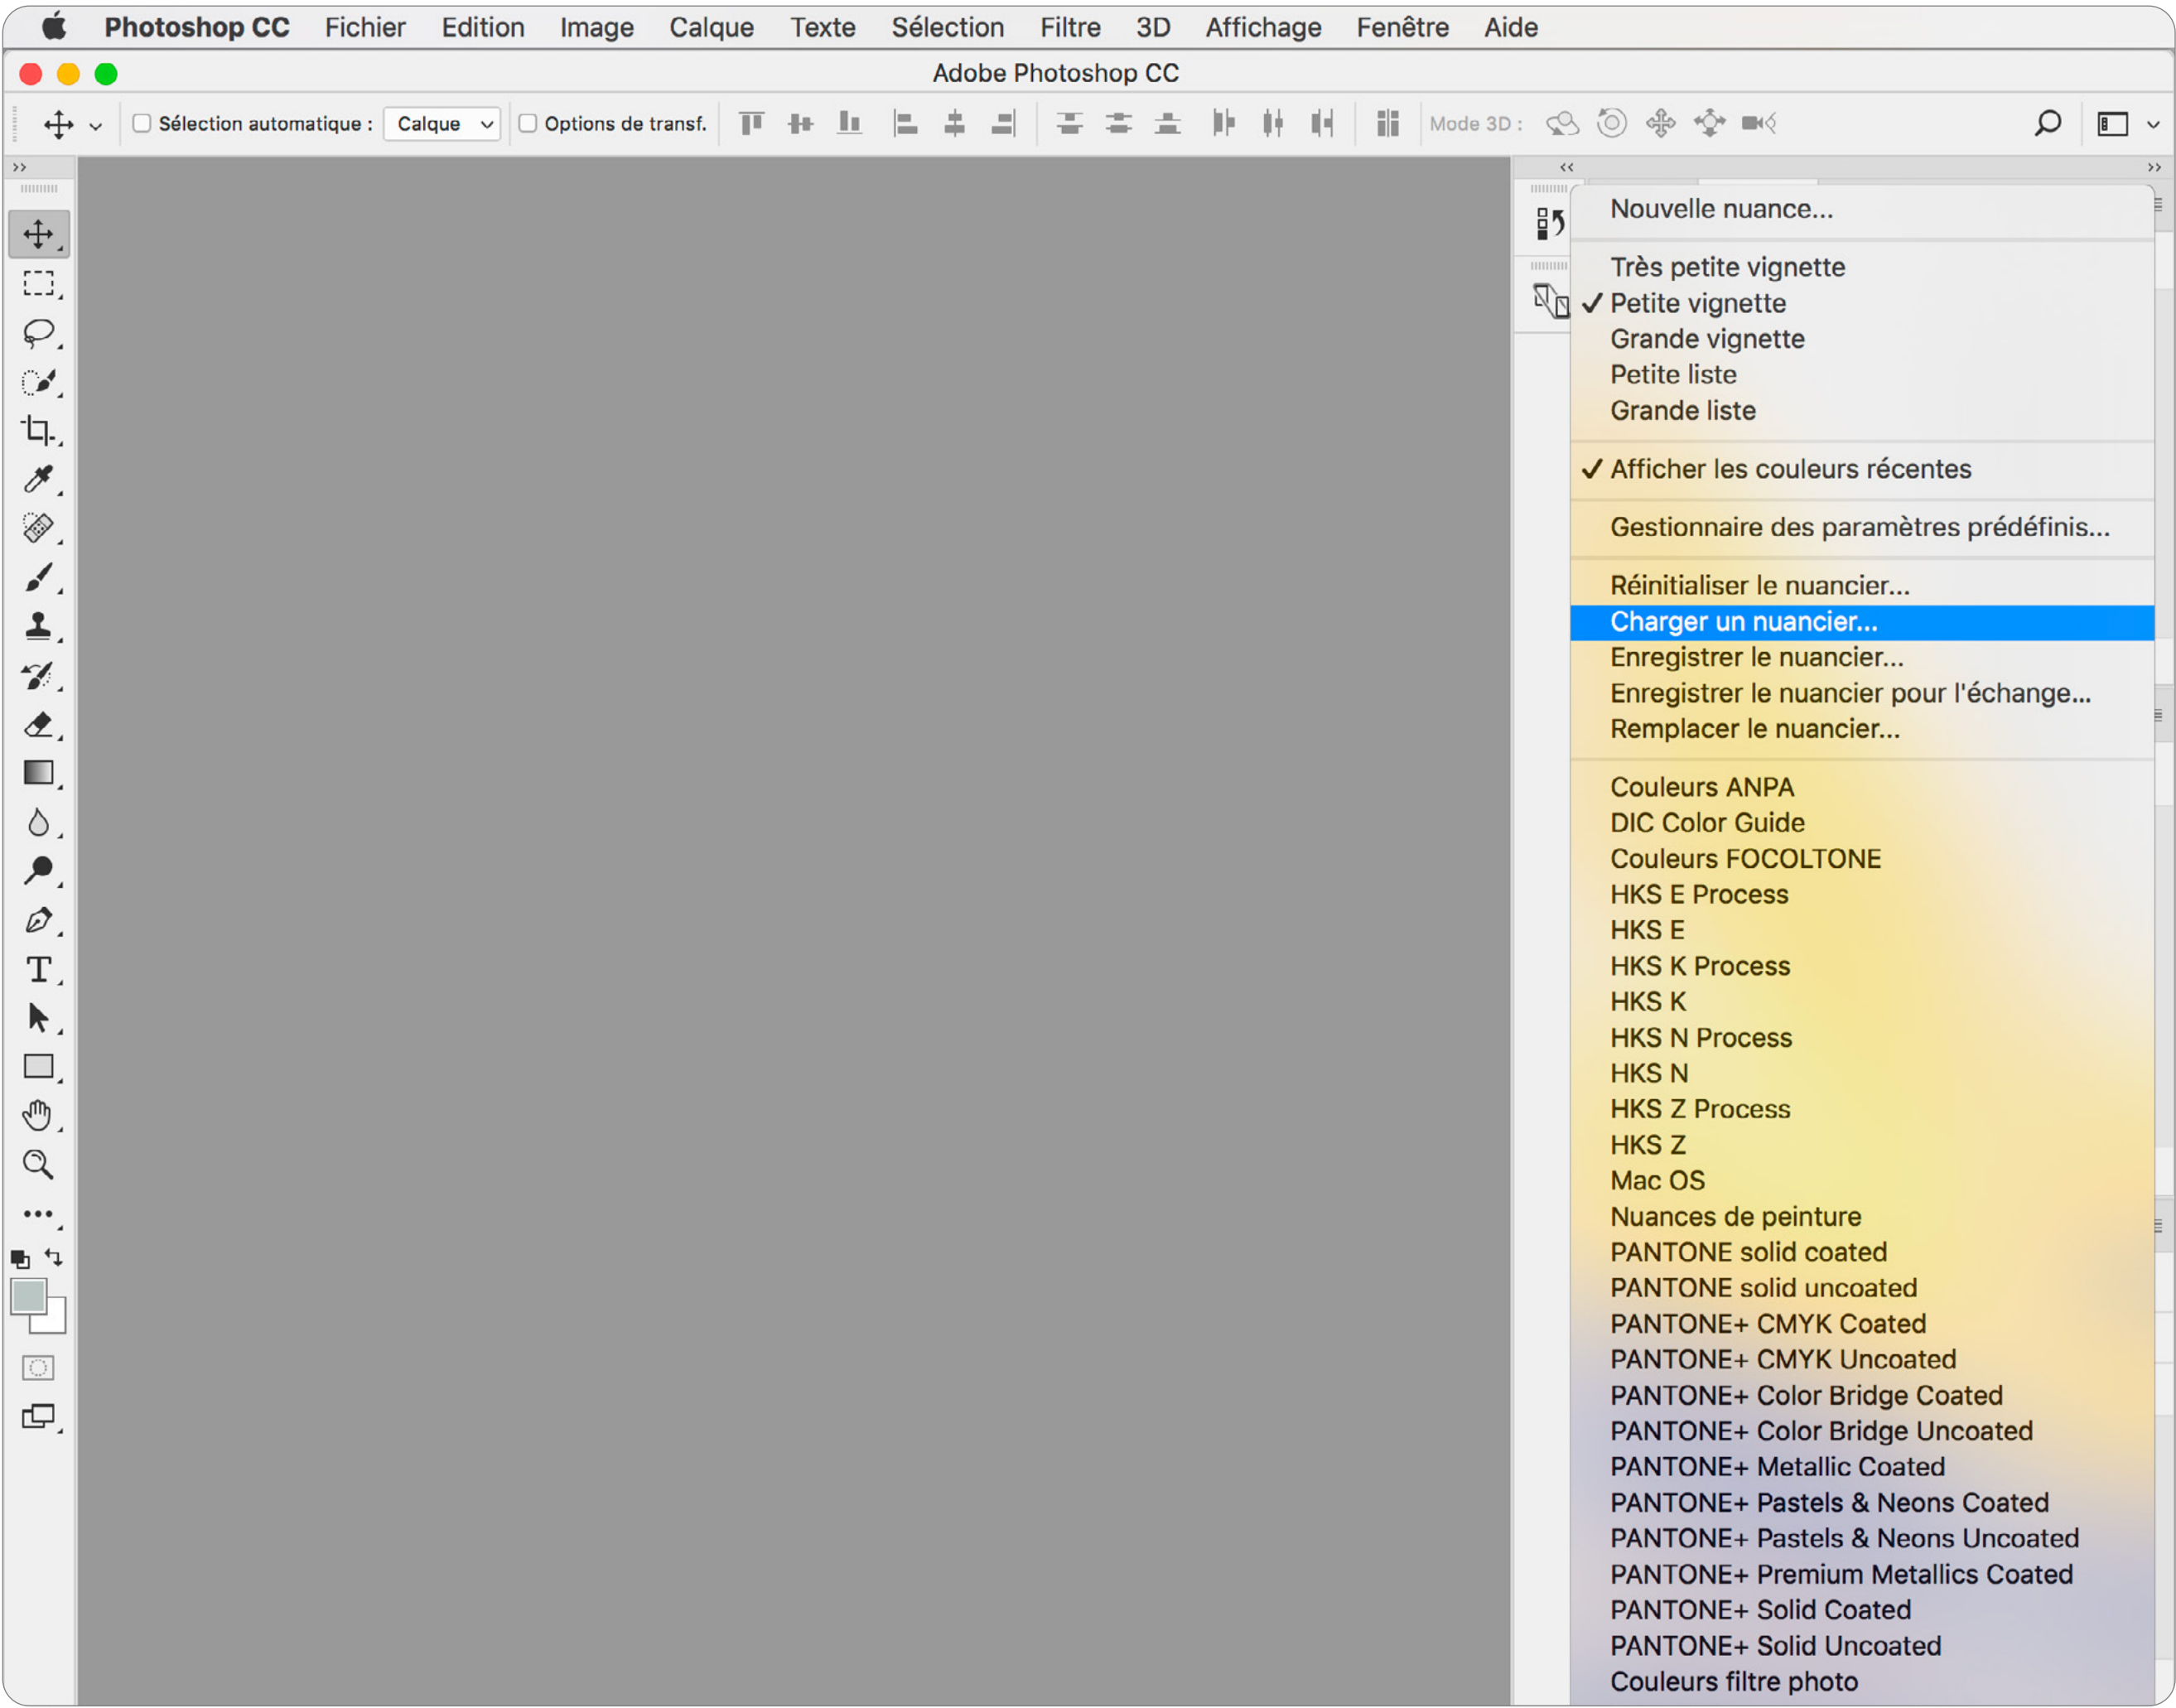 Photoshop CC Fichier Edition Image Calque Texte Sélection Filtre 3D Affichage Fenêtre Aide
Adobe Photoshop CC
Sélection automatique : Calque Options de transf. Mode 3D :
Nouvelle nuance...
Très petite vignette
Petite vignette
Grande vignette
Petite liste
Grande liste
Afficher les couleurs récentes
Gestionnaire des paramètres prédéfinis...
Réinitialiser le nuancier...
Charger un nuancier...
Enregistrer le nuancier...
Enregistrer le nuancier pour l'échange...
Remplacer le nuancier...
Couleurs ANPA
DIC Color Guide
Couleurs FOCOLTONE
HKS E Process
HKS E
HKS K Process
HKS K
HKS N Process
HKS N
HKS Z Process
HKS Z
Mac OS
Nuances de peinture
PANTONE solid coated
PANTONE solid uncoated
PANTONE+ CMYK Coated
PANTONE+ CMYK Uncoated
PANTONE+ Color Bridge Coated
PANTONE+ Color Bridge Uncoated
PANTONE+ Metallic Coated
PANTONE+ Pastels & Neons Coated
PANTONE+ Pastels & Neons Uncoated
PANTONE+ Premium Metallics Coated
PANTONE+ Solid Coated
PANTONE+ Solid Uncoated
Couleurs filtre photo